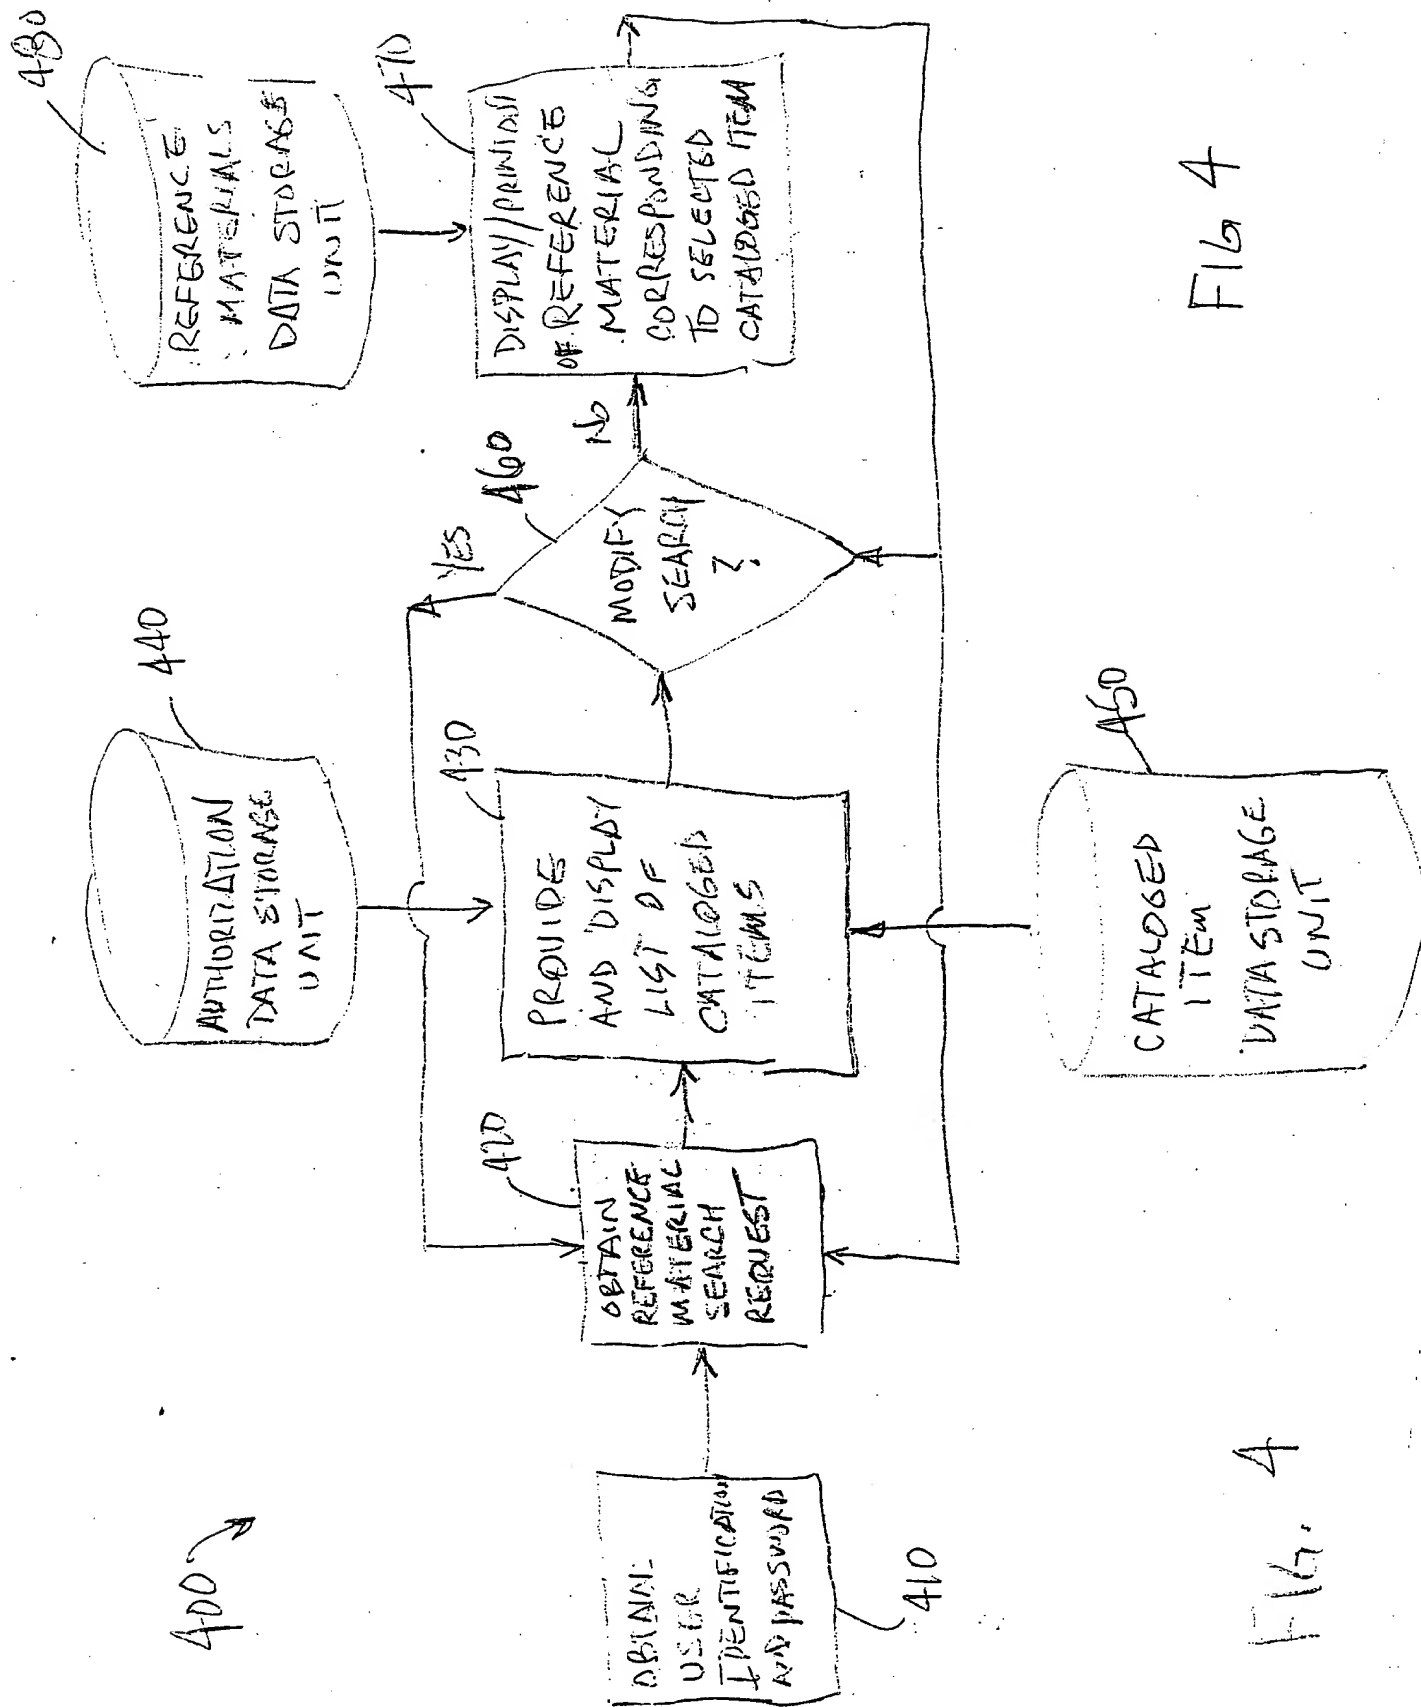 400
OBTAIN
USER
IDENTIFICATION
AND PASSWORD
410
OBTAIN
REFERENCE
MATERIAL
SEARCH
REQUEST
420
PROVIDE
AND DISPLAY
LIST OF
CATALOGED
ITEMS
430
AUTHORIZATION
DATA STORAGE
UNIT
440
CATALOGED
ITEM
DATA STORAGE
UNIT
450
MODIFY
SEARCH
?
460
YES
NO
DISPLAY/PRINTOUT
OF REFERENCE
MATERIAL
CORRESPONDING
TO SELECTED
CATALOGED ITEM
470
REFERENCE
MATERIALS
DATA STORAGE
UNIT
480
FIG. 4
FIG 4